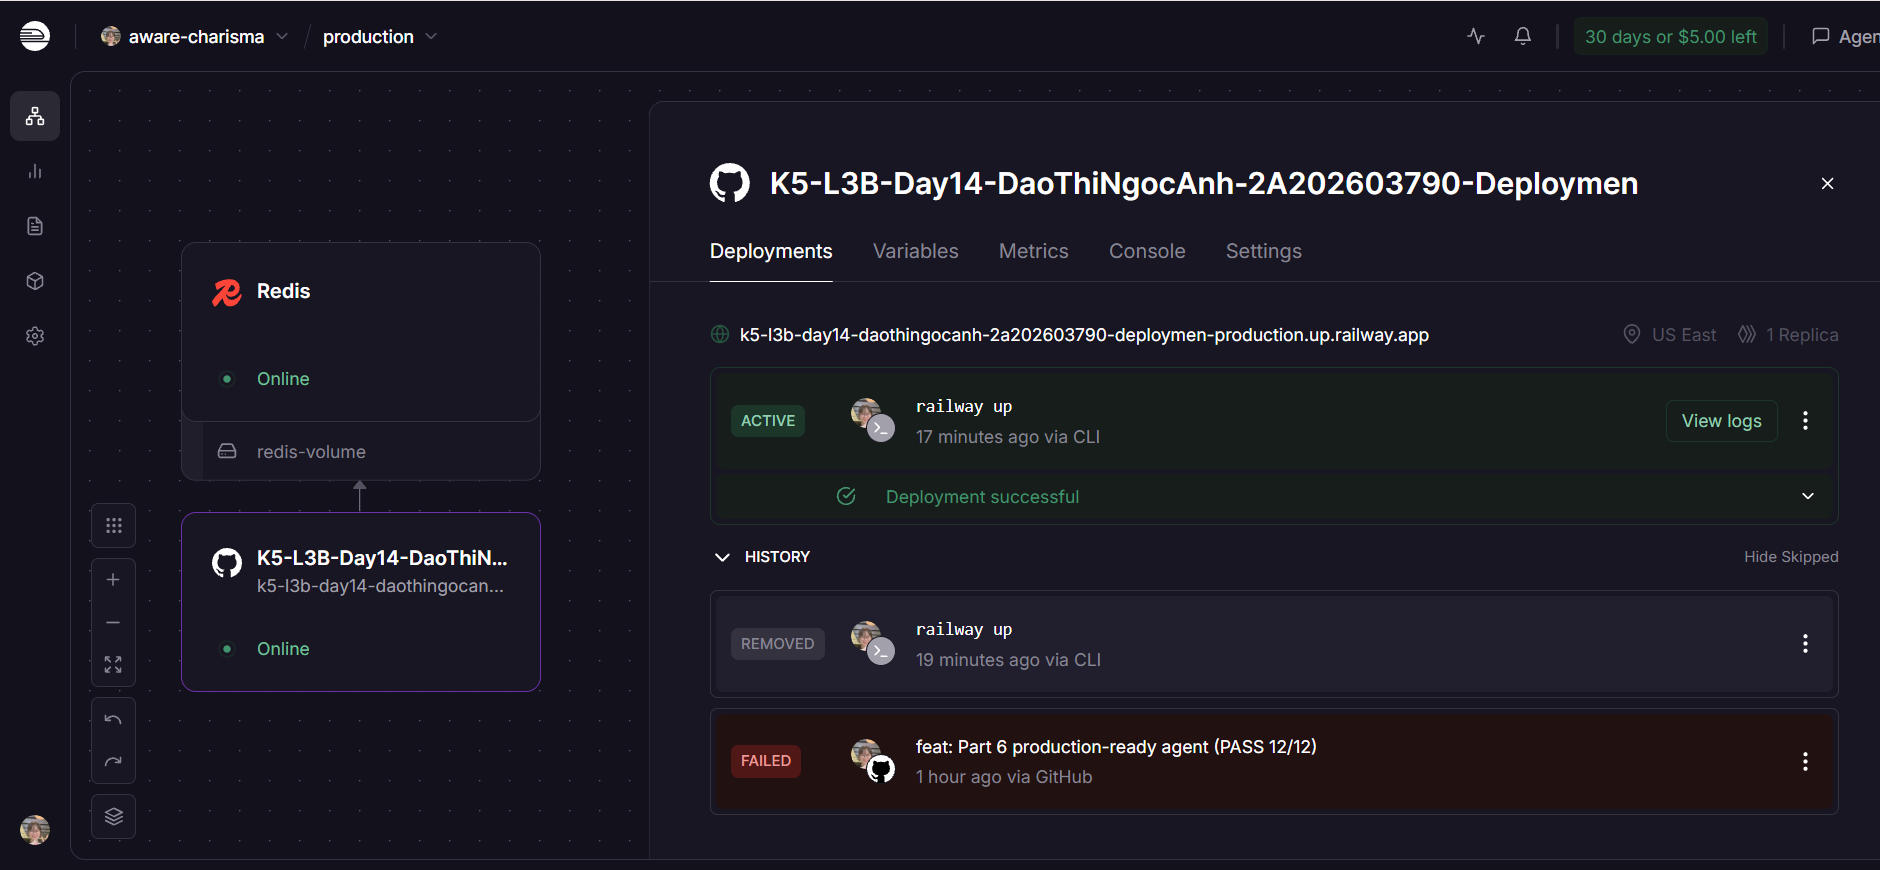 aware-charisma / production
30 days or $5.00 left
Agen
Redis
Online
redis-volume
K5-L3B-Day14-DaoThiN...
k5-l3b-day14-daothingocan...
Online
K5-L3B-Day14-DaoThiNgocAnh-2A202603790-Deploymen
Deployments Variables Metrics Console Settings
k5-l3b-day14-daothingocanh-2a202603790-deploymen-production.up.railway.app US East 1 Replica
ACTIVE
railway up
17 minutes ago via CLI
View logs
Deployment successful
HISTORY Hide Skipped
REMOVED
railway up
19 minutes ago via CLI
FAILED
feat: Part 6 production-ready agent (PASS 12/12)
1 hour ago via GitHub